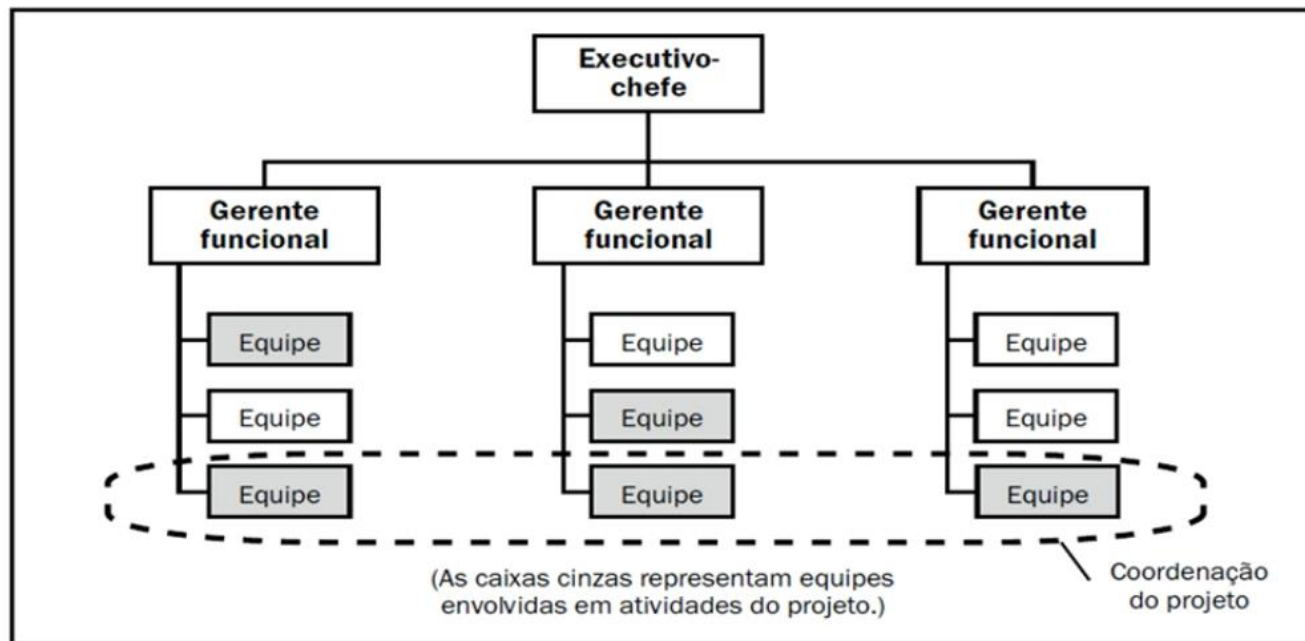 Executivo-
chefe
Gerente
funcional
Gerente
funcional
Gerente
funcional
Equipe
Equipe
Equipe
Equipe
Equipe
Equipe
Equipe
Equipe
Equipe
(As caixas cinzas representam equipes
envolvidas em atividades do projeto.)
Coordenação
do projeto